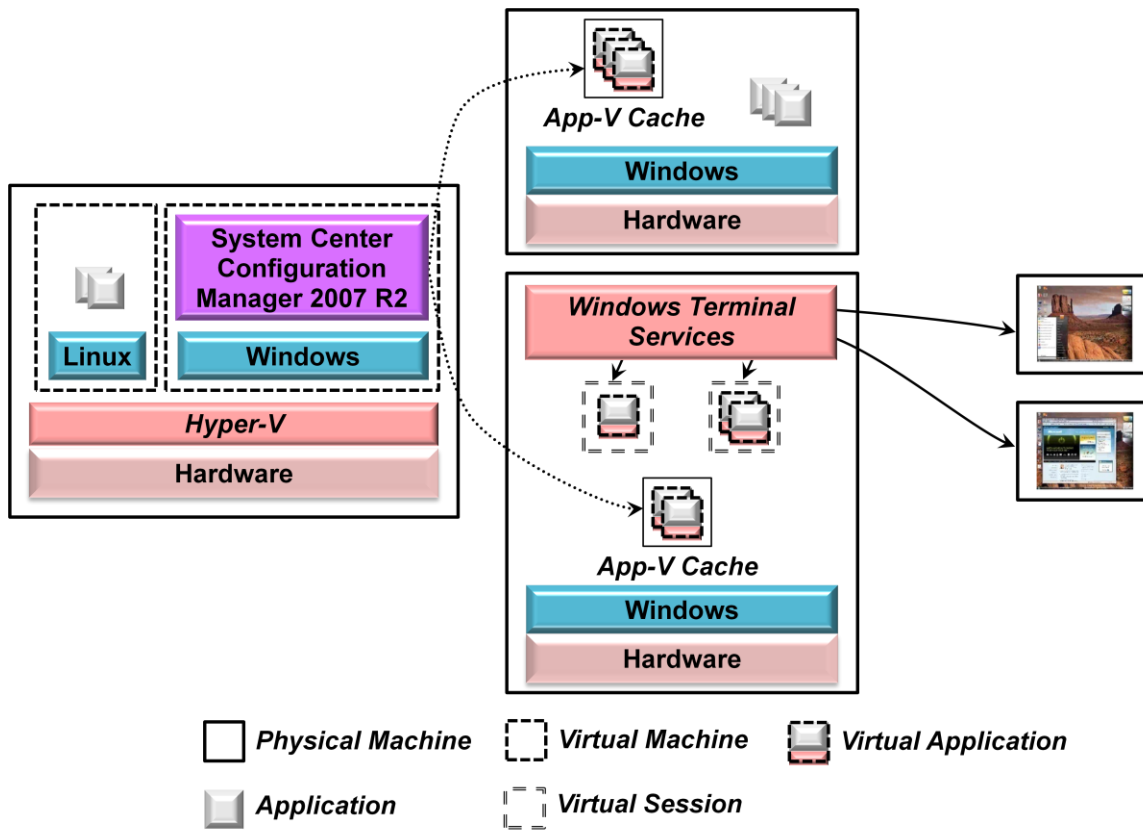 App-V Cache
Windows
Hardware
System Center
Configuration
Manager 2007 R2
Linux
Windows
Hyper-V
Hardware
Windows Terminal
Services
App-V Cache
Windows
Hardware
Physical Machine
Virtual Machine
Virtual Application
Application
Virtual Session